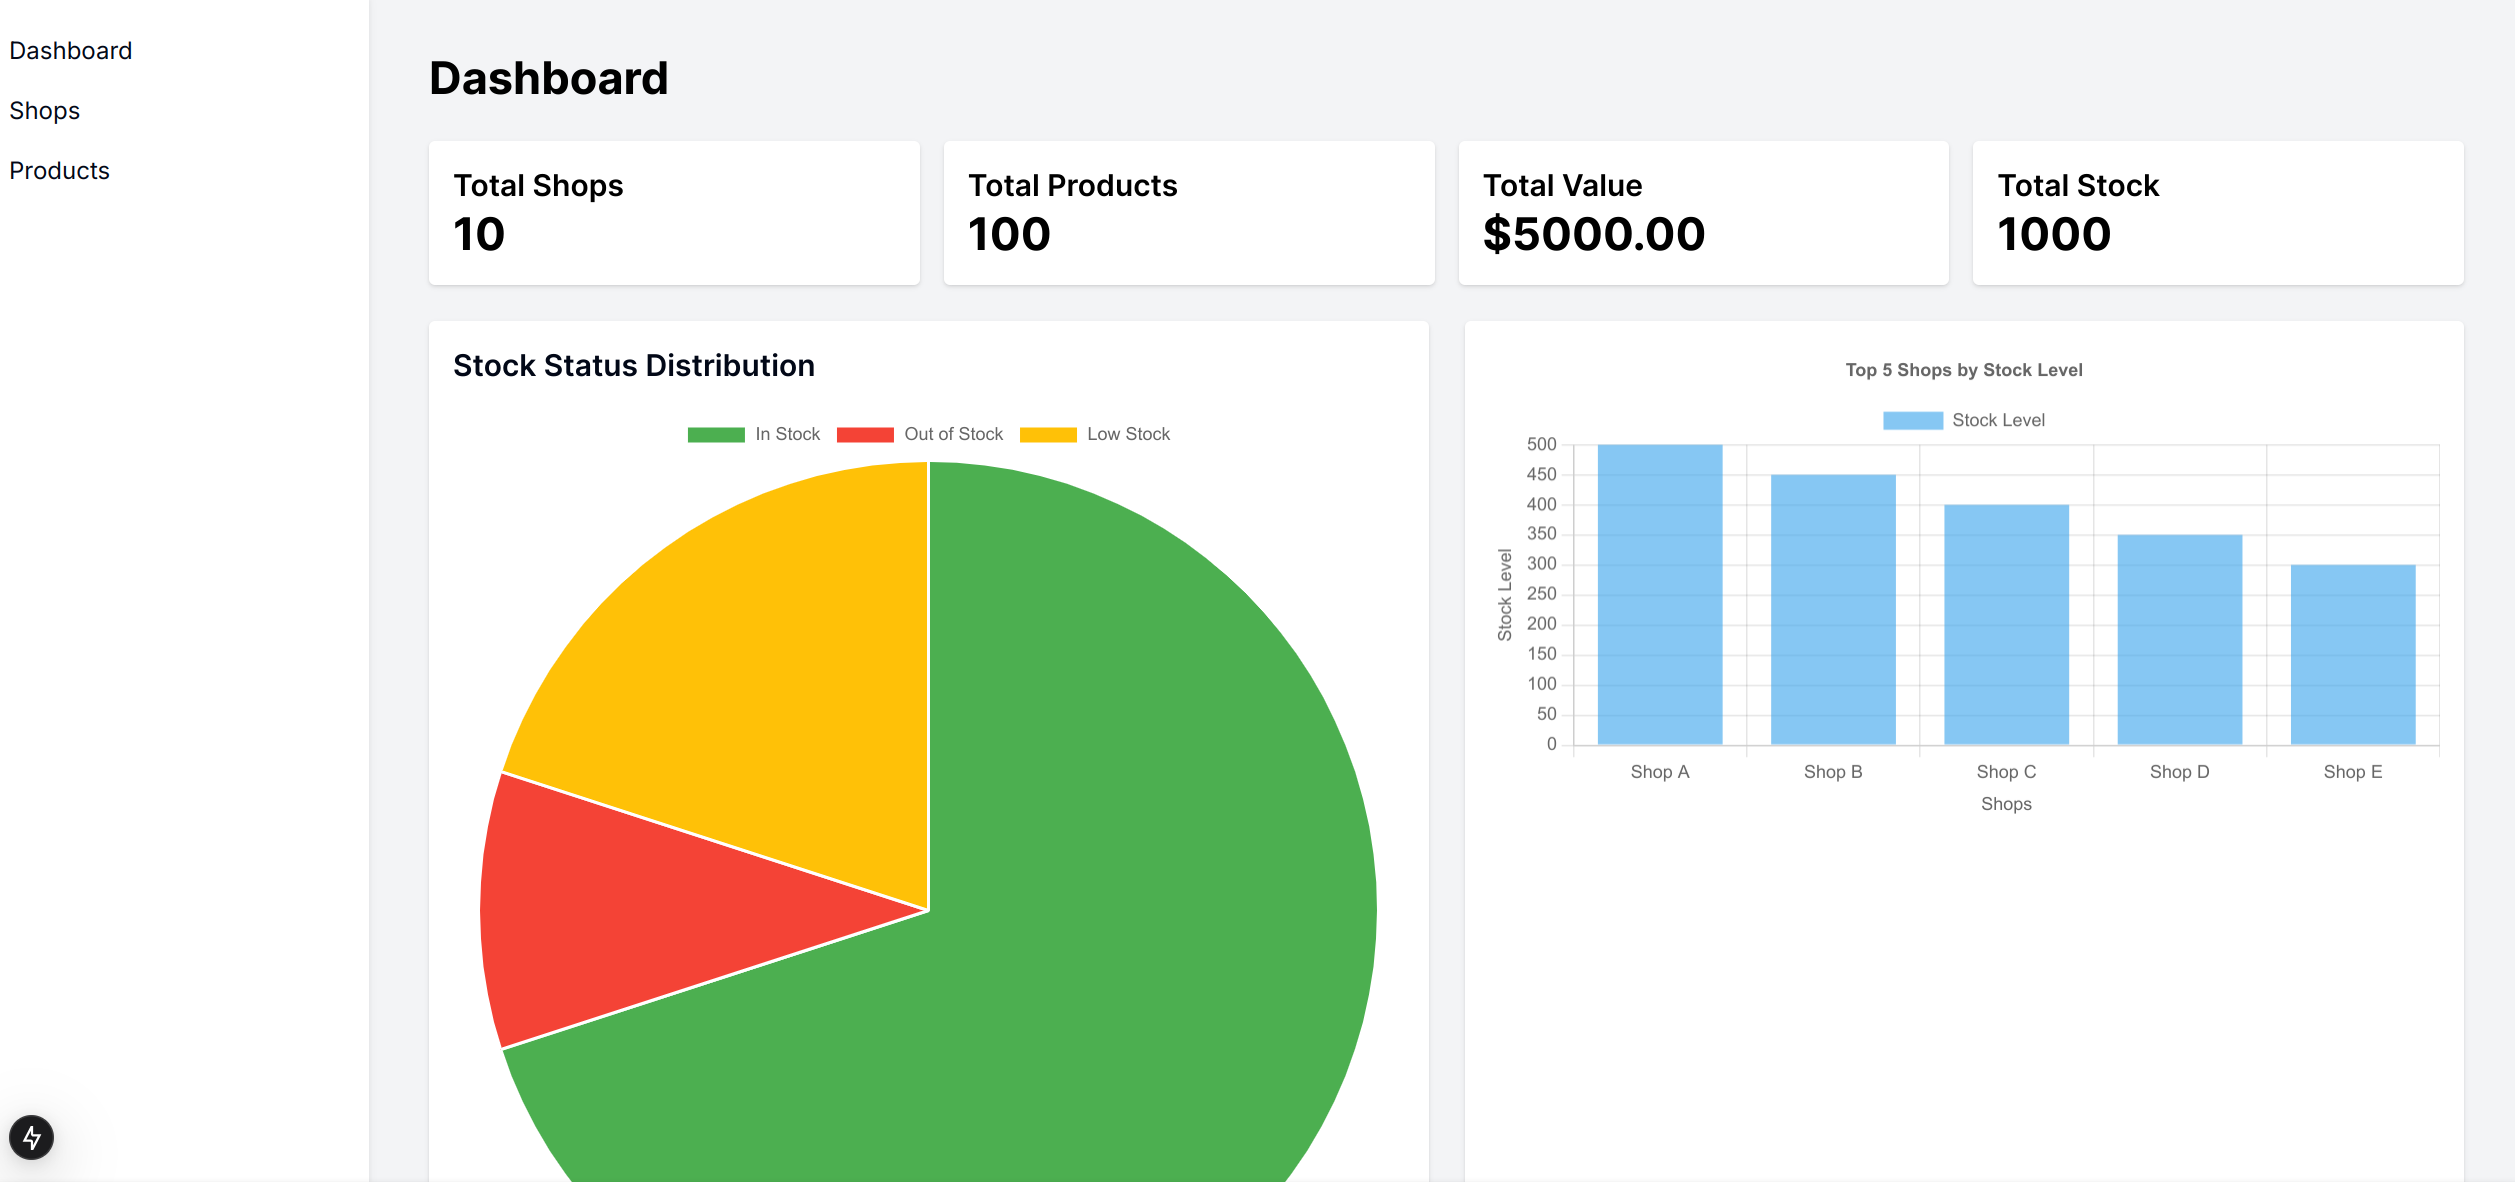 Dashboard
Shops
Products
Dashboard
Total Shops
10
Total Products
100
Total Value
$5000.00
Total Stock
1000
Stock Status Distribution
In Stock Out of Stock Low Stock
Top 5 Shops by Stock Level
Stock Level
500
450
400
350
300
250
200
150
100
50
0
Stock Level
Shop A Shop B Shop C Shop D Shop E
Shops